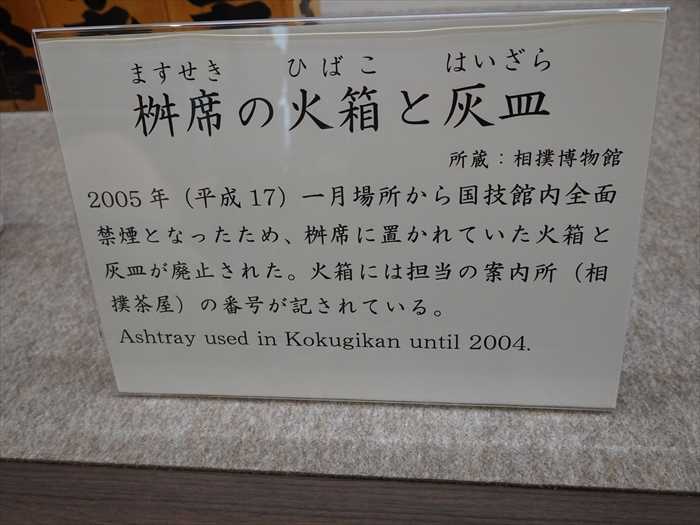 ますせき ひばこ はいざら
桝席の火箱と灰皿
所蔵：相撲博物館
2005年（平成17）一月場所から国技館内全面
禁煙となったため、桝席に置かれていた火箱と
灰皿が廃止された。火箱には担当の案内所（相
撲茶屋）の番号が記されている。
Ashtray used in Kokugikan until 2004.